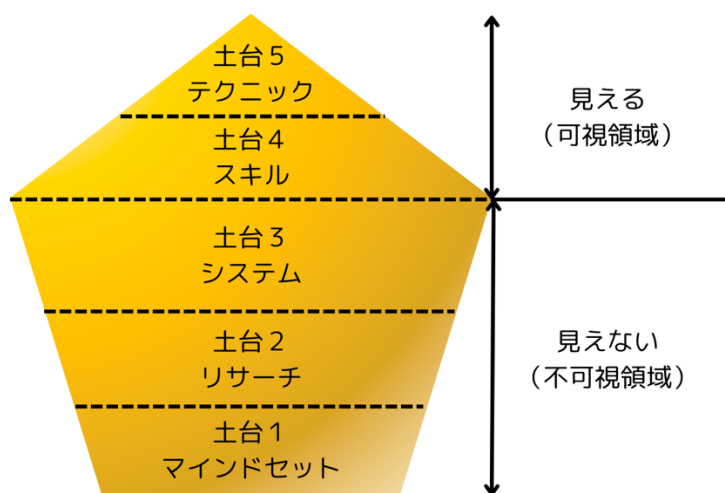 土台５
テクニック
土台４
スキル
土台３
システム
土台２
リサーチ
土台１
マインドセット
見える
（可視領域）
見えない
（不可視領域）